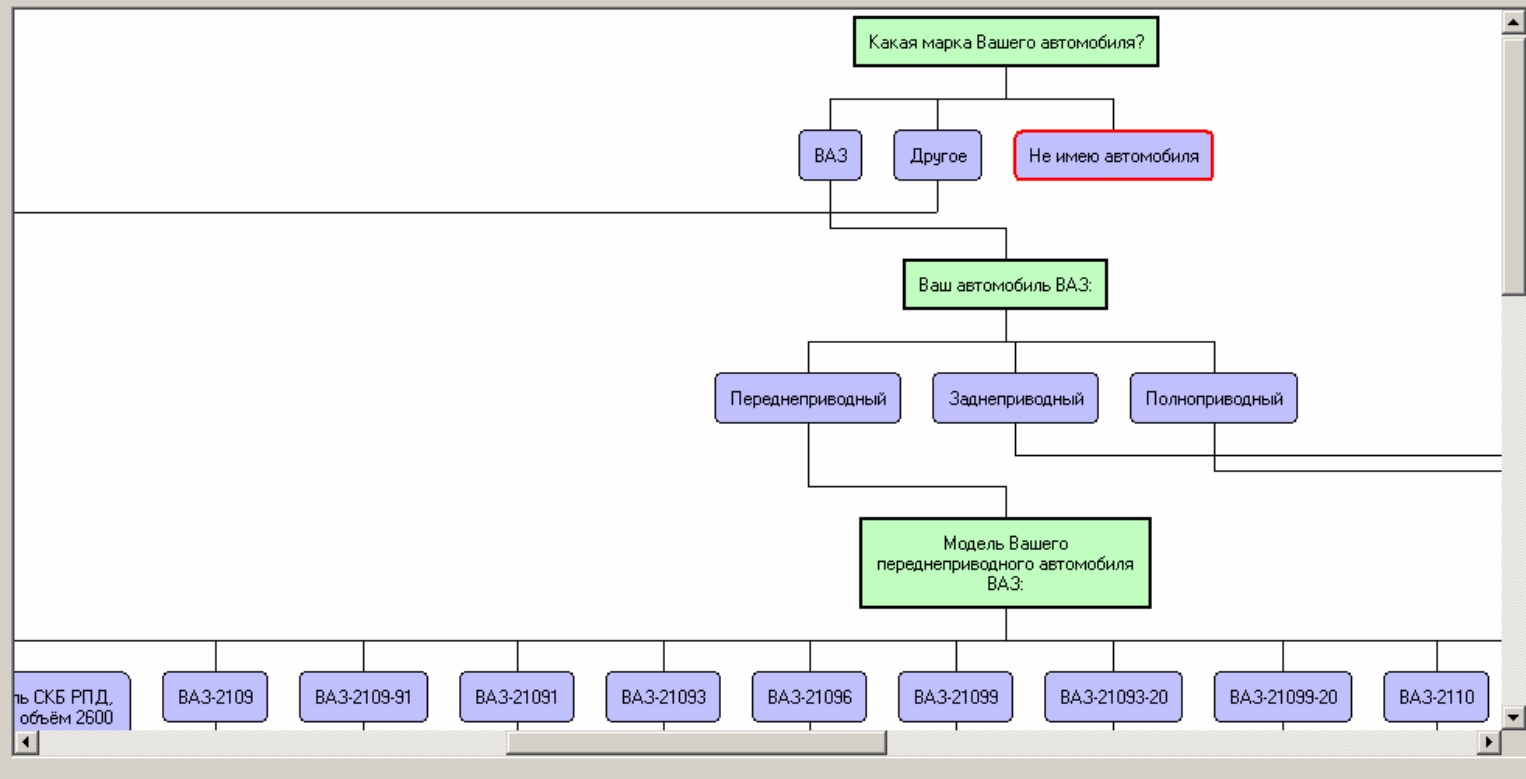 Какая марка Вашего автомобиля?
ВАЗ
Другое
Не имею автомобиля
Ваш автомобиль ВАЗ:
Переднеприводный
Заднеприводный
Полноприводный
Модель Вашего
переднеприводного автомобиля
ВАЗ:
СКБ РПД,
объём 2600
ВАЗ-2109
ВАЗ-2109-91
ВАЗ-21091
ВАЗ-21093
ВАЗ-21096
ВАЗ-21099
ВАЗ-21093-20
ВАЗ-21099-20
ВАЗ-2110